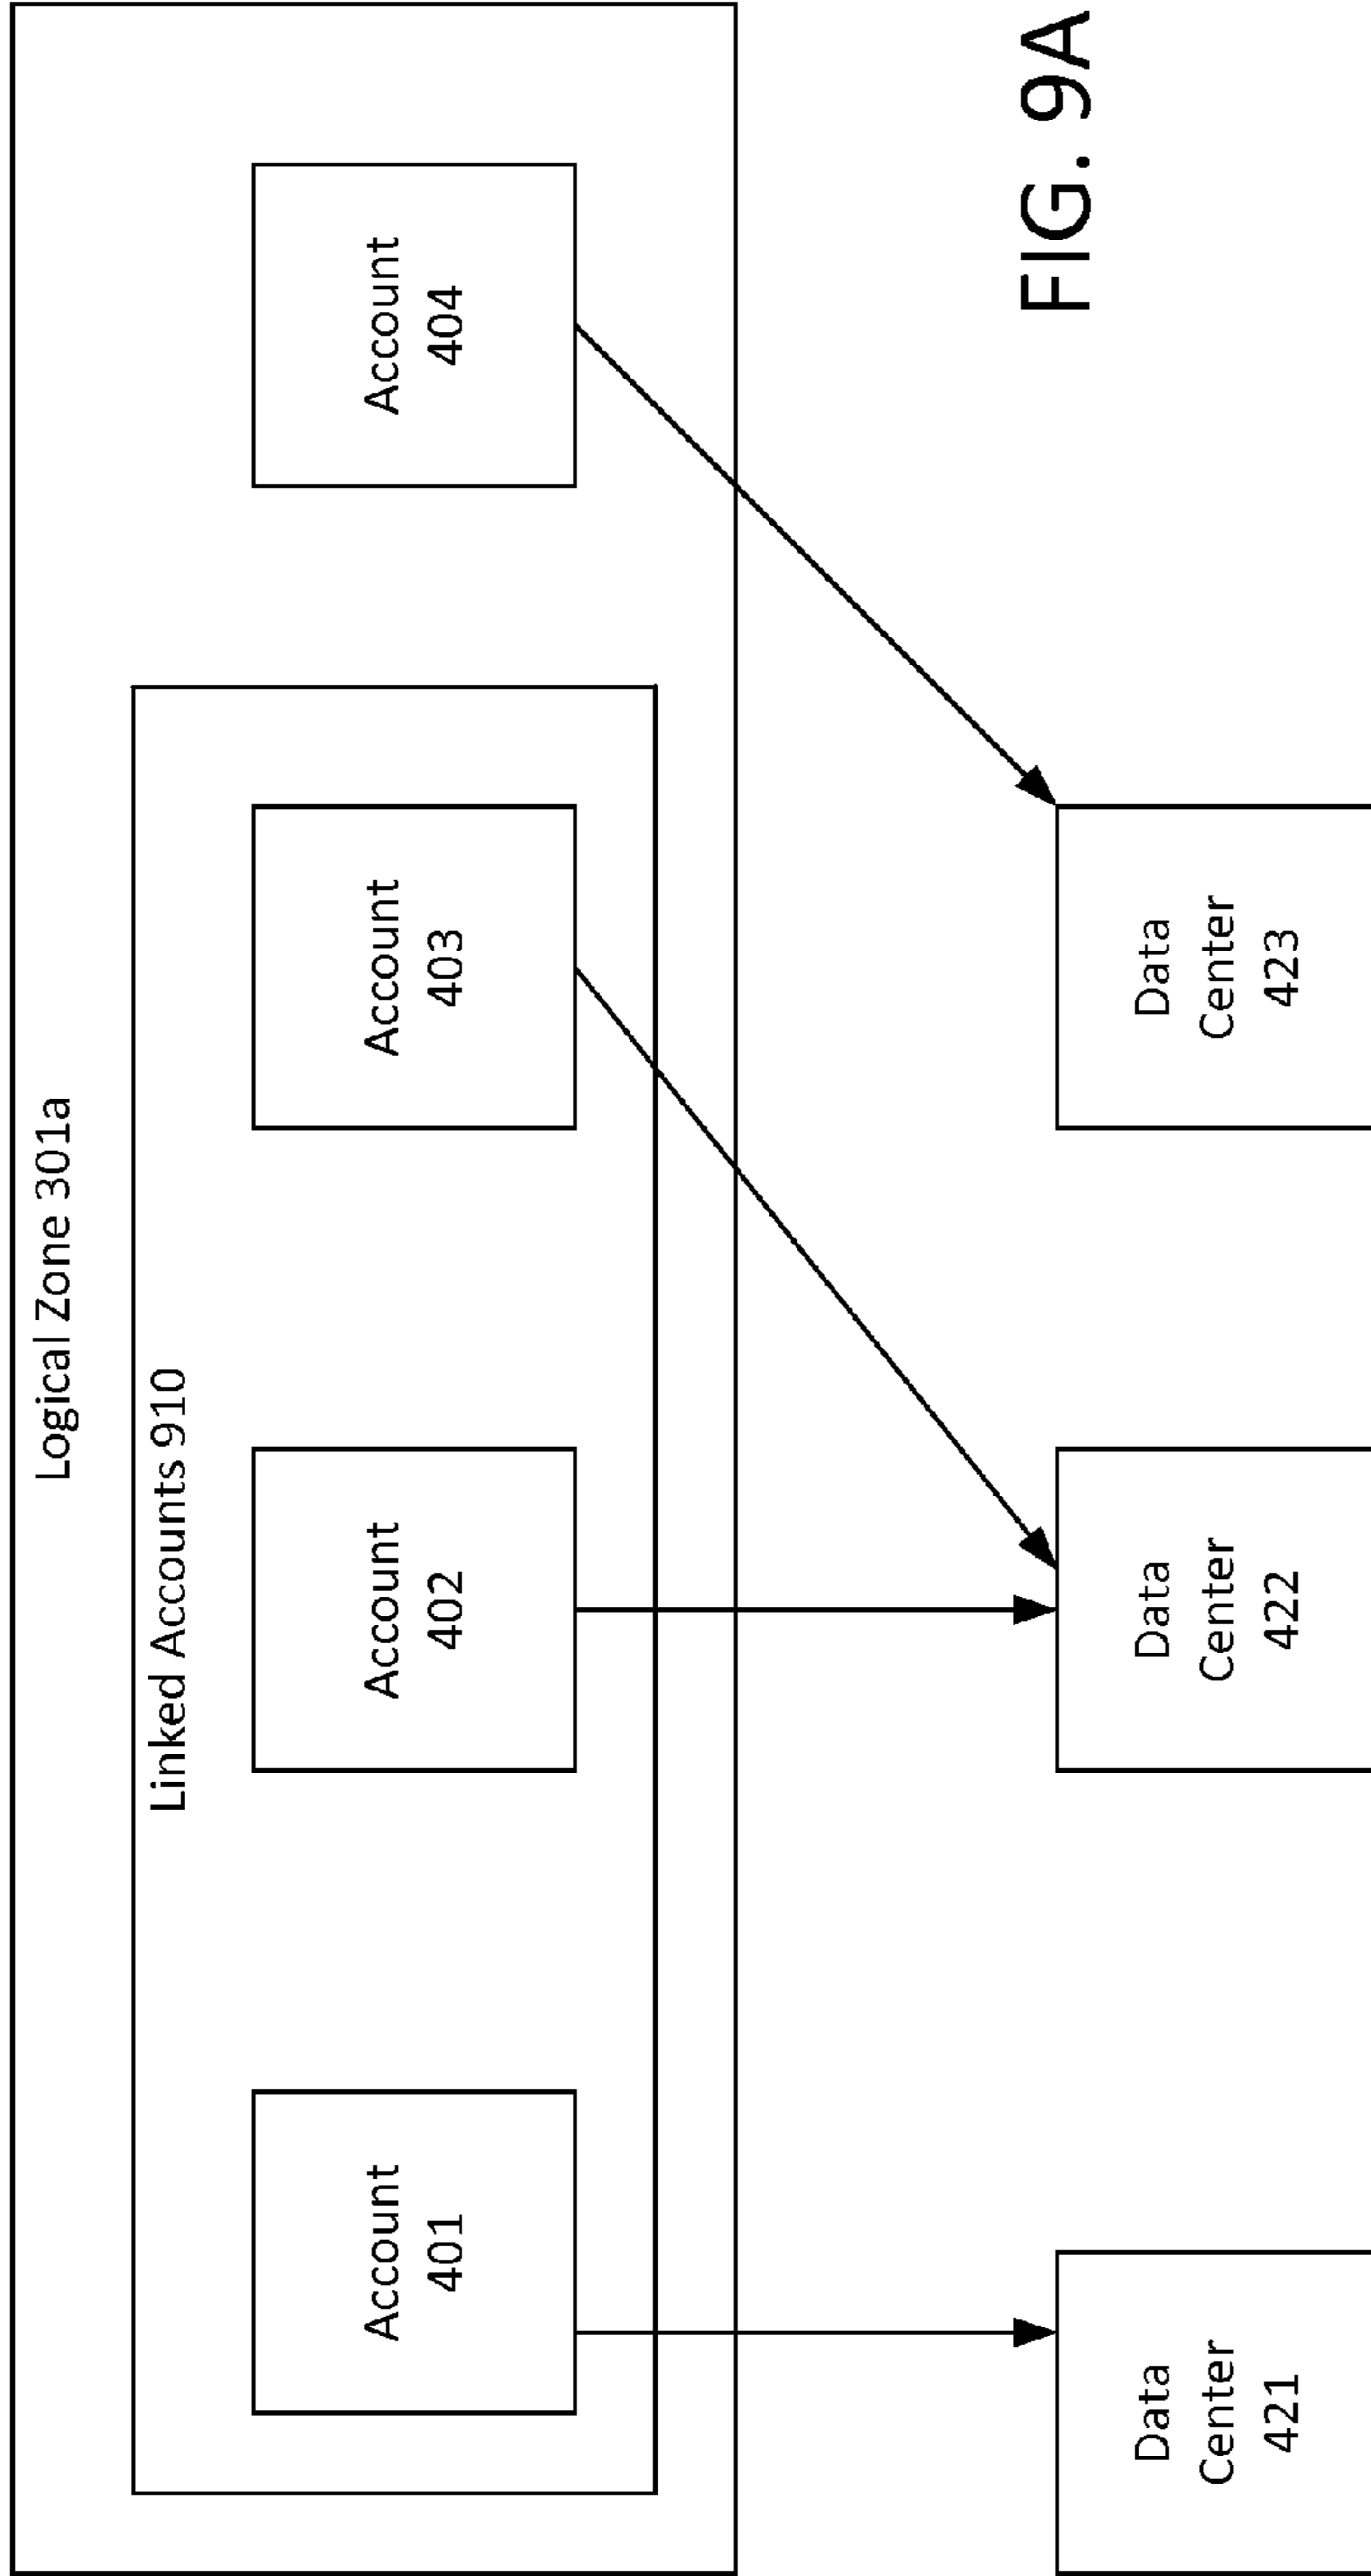 Logical Zone 301a
Linked Accounts 910
Account
401
Account
402
Account
403
Account
404
Data
Center
421
Data
Center
422
Data
Center
423
FIG. 9A